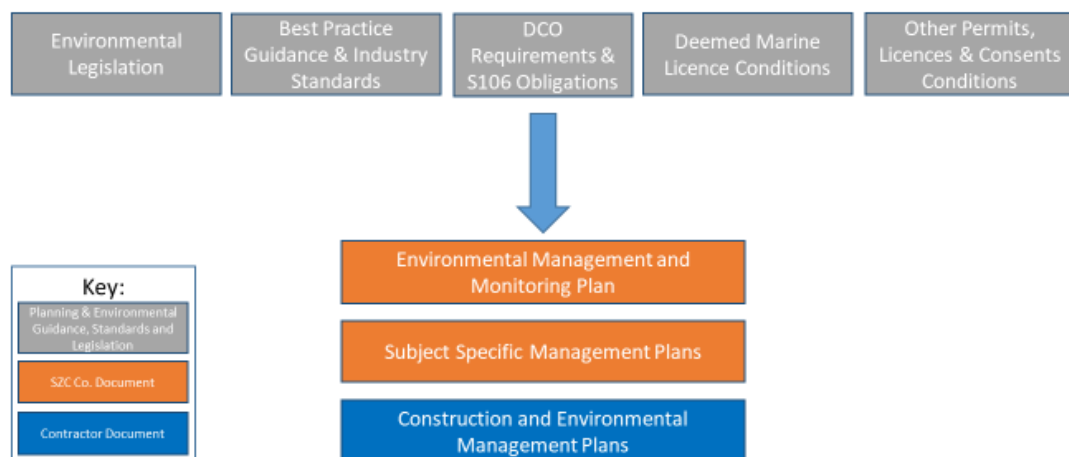 Environmental
Legislation
Best Practice
Guidance & Industry
Standards
DCO
Requirements &
S106 Obligations
Deemed Marine
Licence Conditions
Other Permits,
Licences & Consents
Conditions
Environmental Management and
Monitoring Plan
Subject Specific Management Plans
Construction and Environmental
Management Plans
Key:
Planning & Environmental
Guidance, Standards and
Legislation
SZC Co. Document
Contractor Document